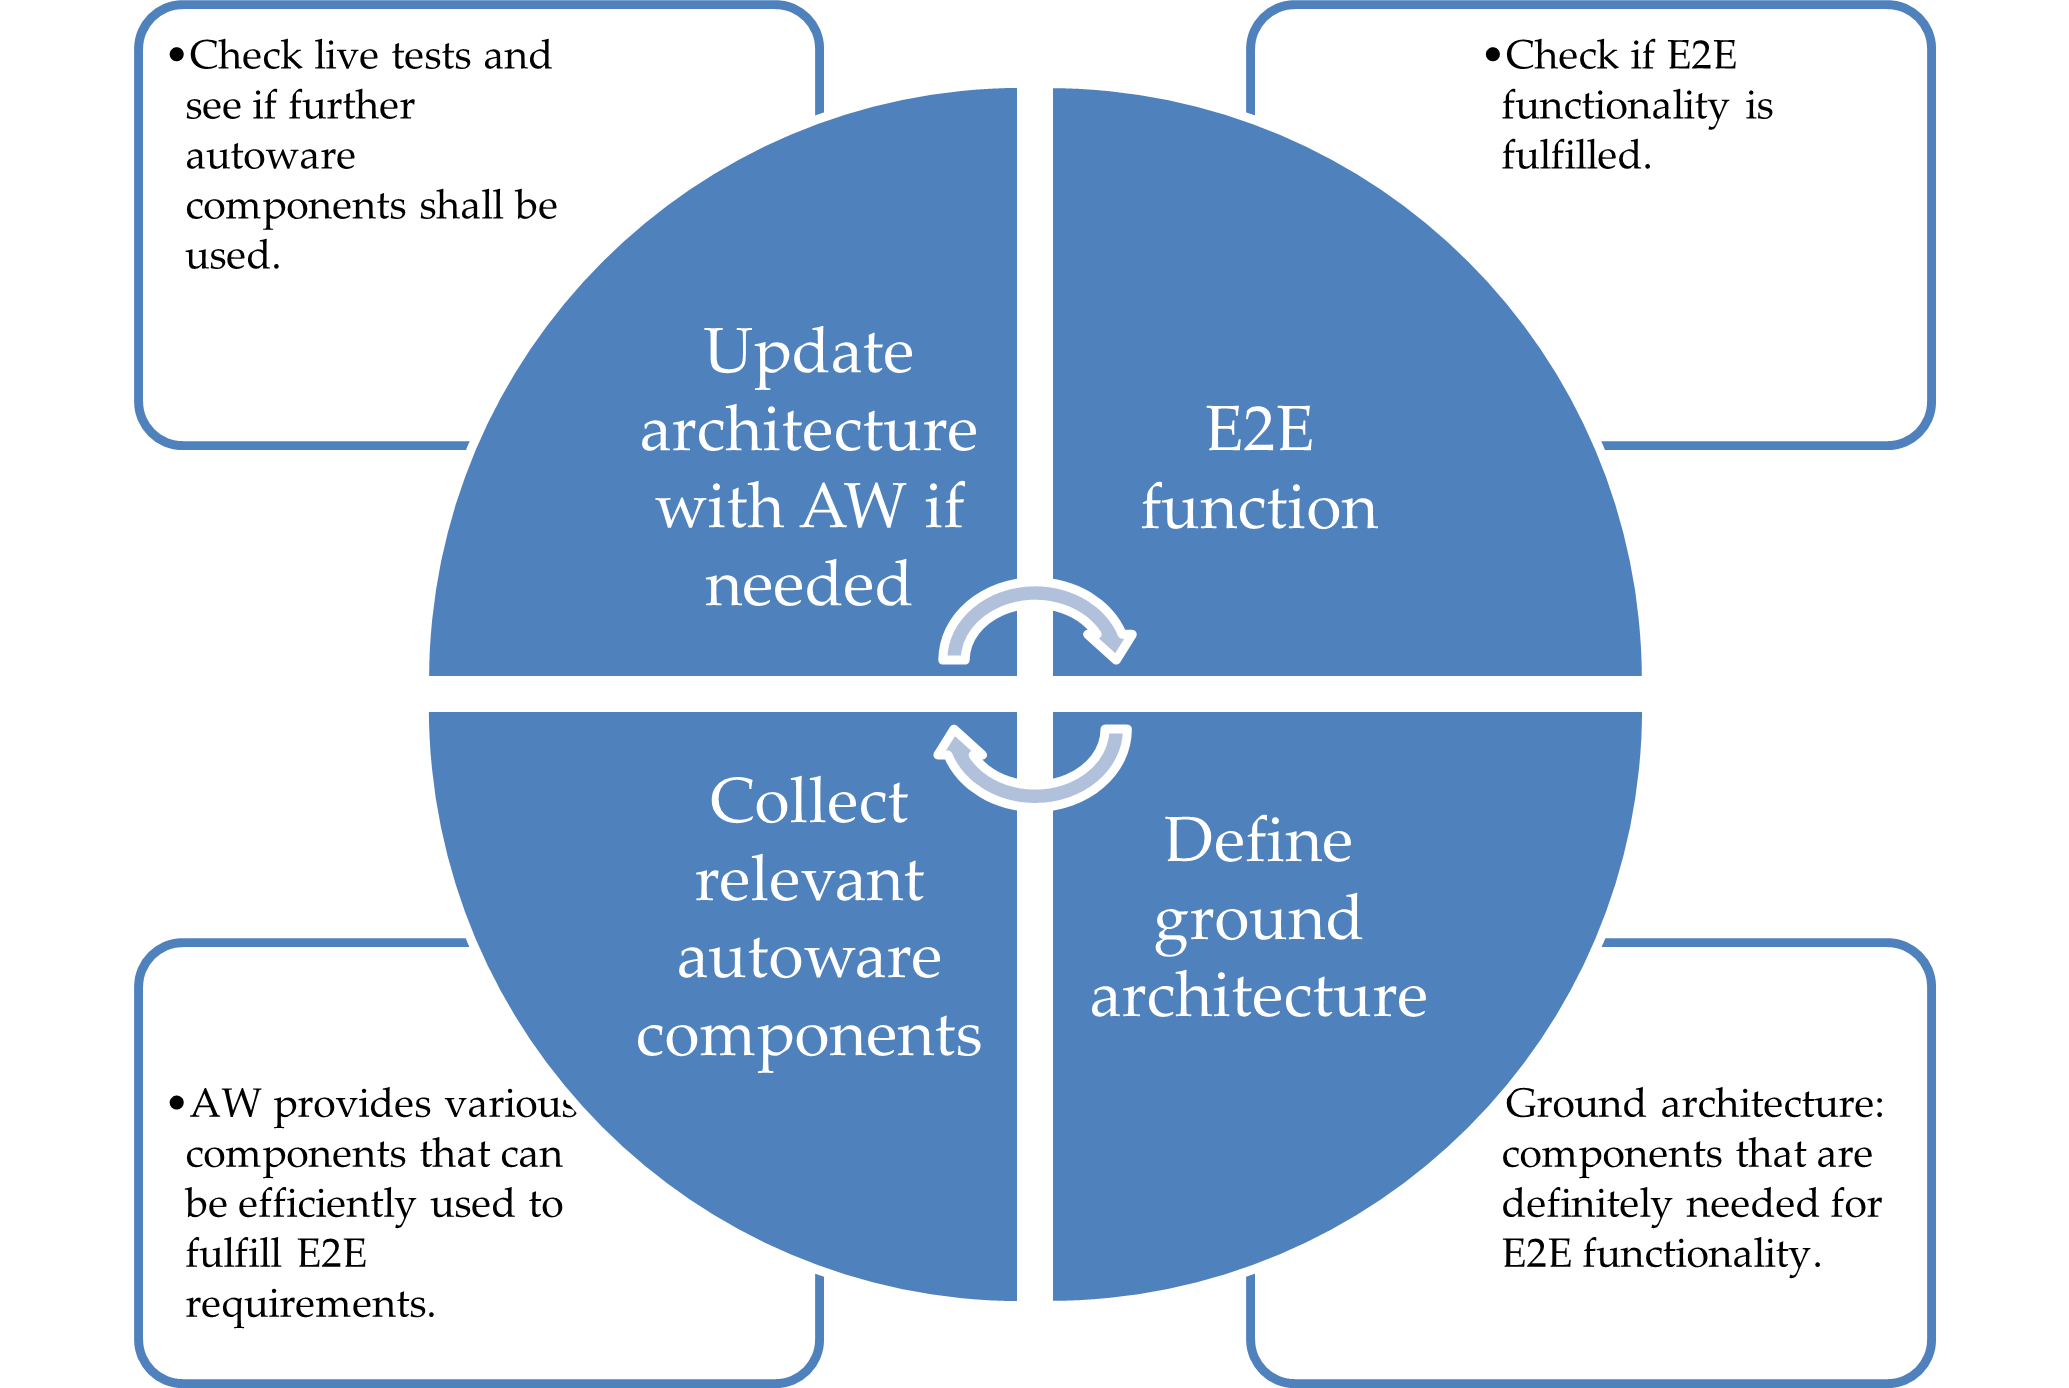 •Check live tests and
see if further
autoware
components shall be
used.
•Check if E2E
functionality is
fulfilled.
Update
architecture
with AW if
needed
E2E
function
Collect
relevant
autoware
components
Define
ground
architecture
•AW provides various
components that can
be efficiently used to
fulfill E2E
requirements.
Ground architecture:
components that are
definitely needed for
E2E functionality.